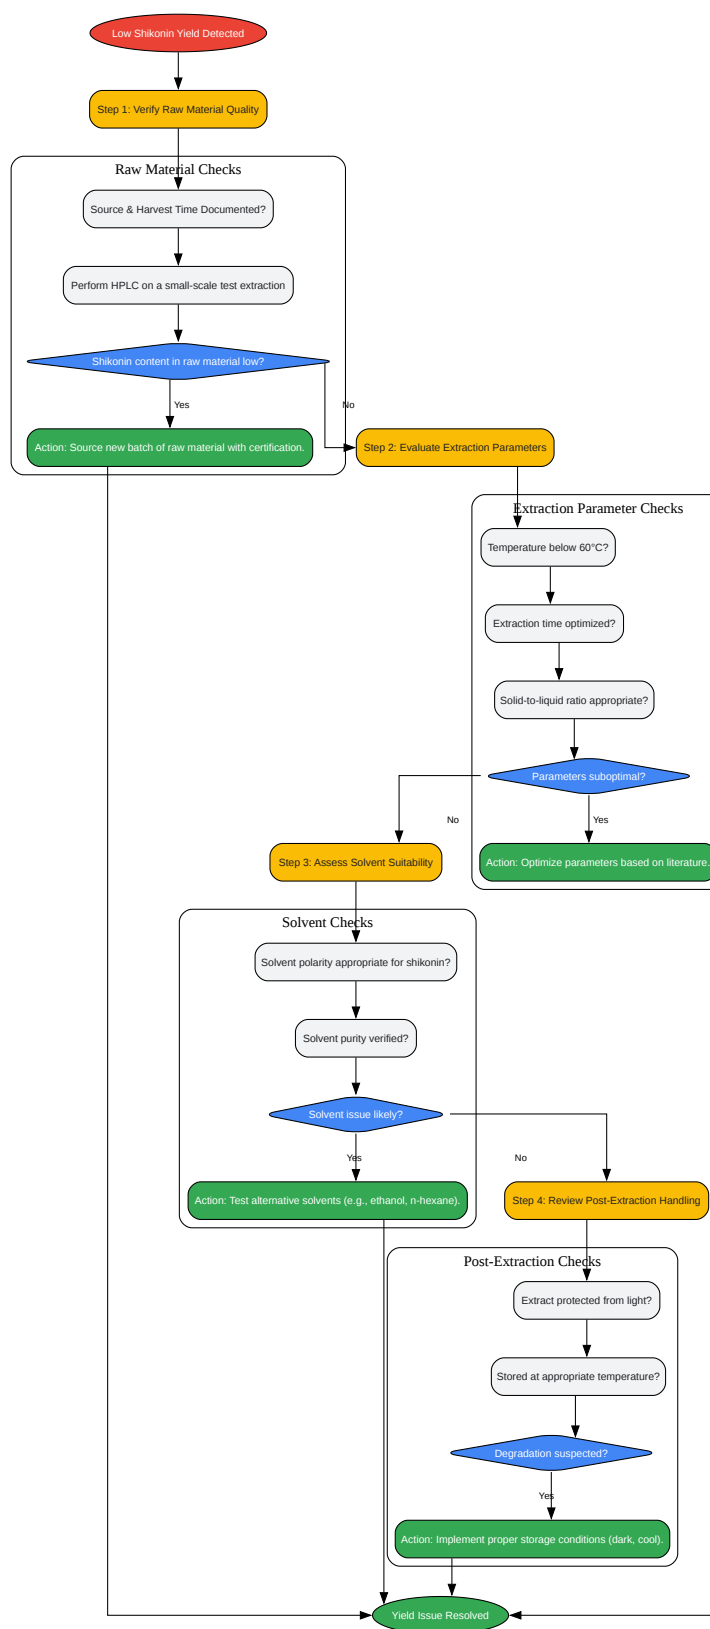 Low Shikonin Yield Detected
Step 1: Verify Raw Material Quality
Raw Material Checks
Source & Harvest Time Documented?
Perform HPLC on a small-scale test extraction
Shikonin content in raw material low?
Yes
No
Action: Source new batch of raw material with certification.
Step 2: Evaluate Extraction Parameters
Extraction Parameter Checks
Temperature below 60°C?
Extraction time optimized?
Solid-to-liquid ratio appropriate?
Parameters suboptimal?
No
Yes
Step 3: Assess Solvent Suitability
Action: Optimize parameters based on literature.
Solvent Checks
Solvent polarity appropriate for shikonin?
Solvent purity verified?
Solvent issue likely?
Yes
No
Action: Test alternative solvents (e.g., ethanol, n-hexane).
Step 4: Review Post-Extraction Handling
Post-Extraction Checks
Extract protected from light?
Stored at appropriate temperature?
Degradation suspected?
Yes
Action: Implement proper storage conditions (dark, cool).
Yield Issue Resolved